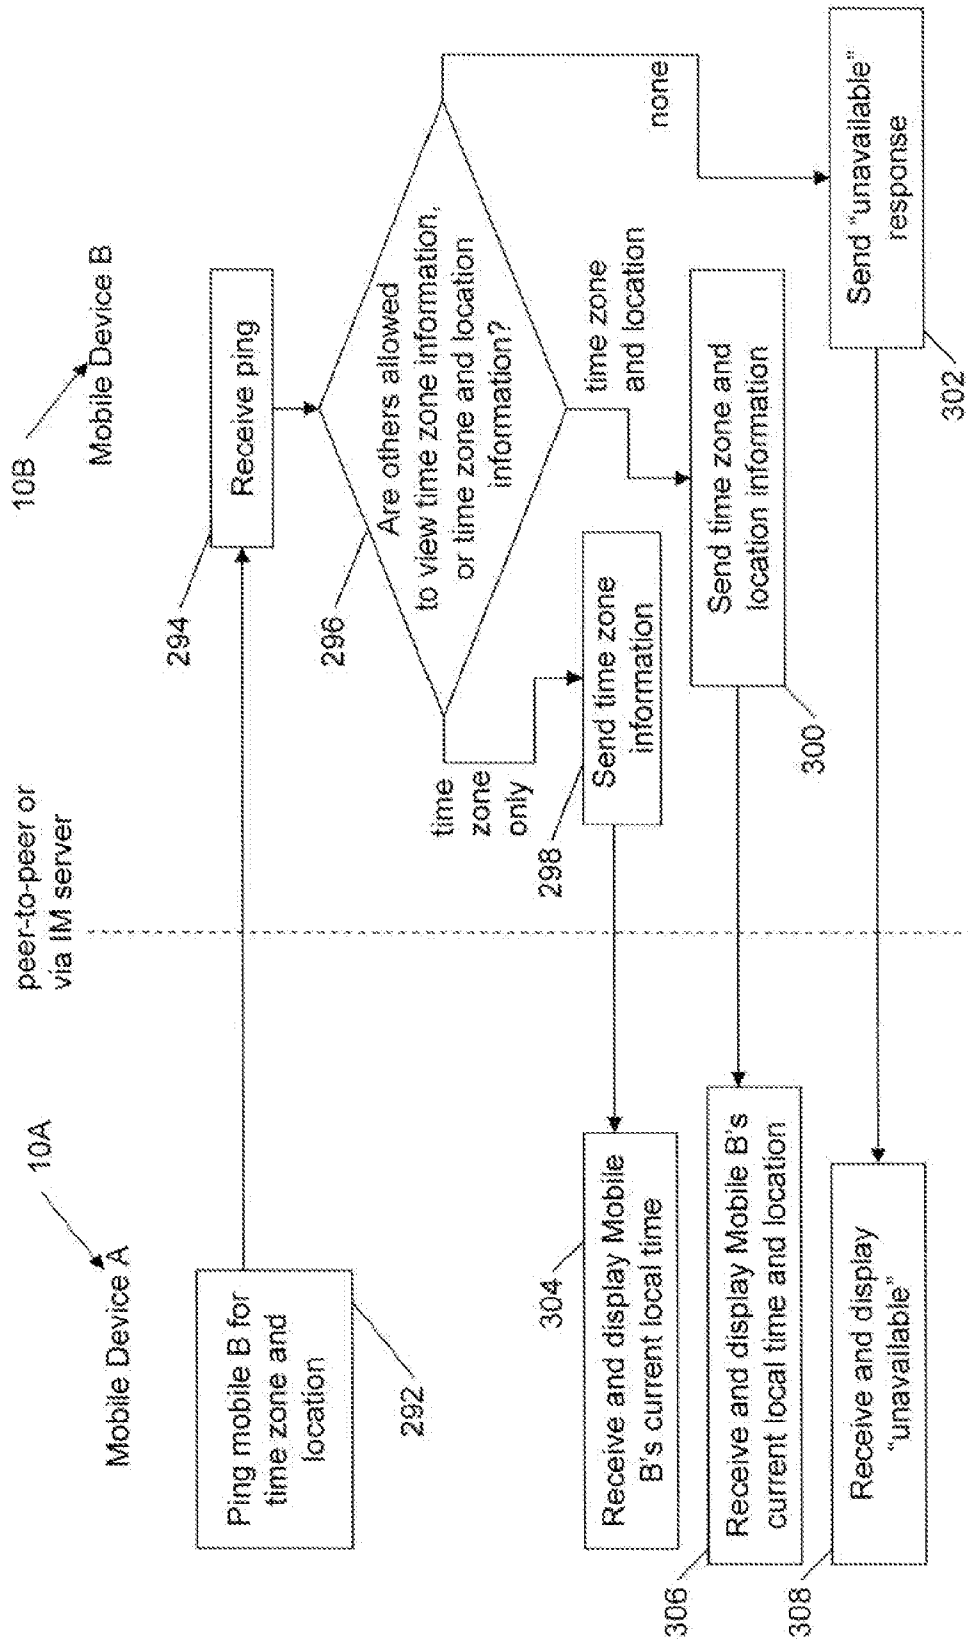 10A
Mobile Device A
peer-to-peer or
via IM server
10B
Mobile Device B
Ping mobile B for
time zone and
location
292
294
Receive ping
296
Are others allowed
to view time zone information,
or time zone and location
information?
time
zone
only
time zone
and location
none
298
Send time zone
information
300
Send time zone and
location information
302
Send "unavailable"
response
304
Receive and display Mobile
B's current local time
306
Receive and display Mobile B's
current local time and location
308
Receive and display
"unavailable"